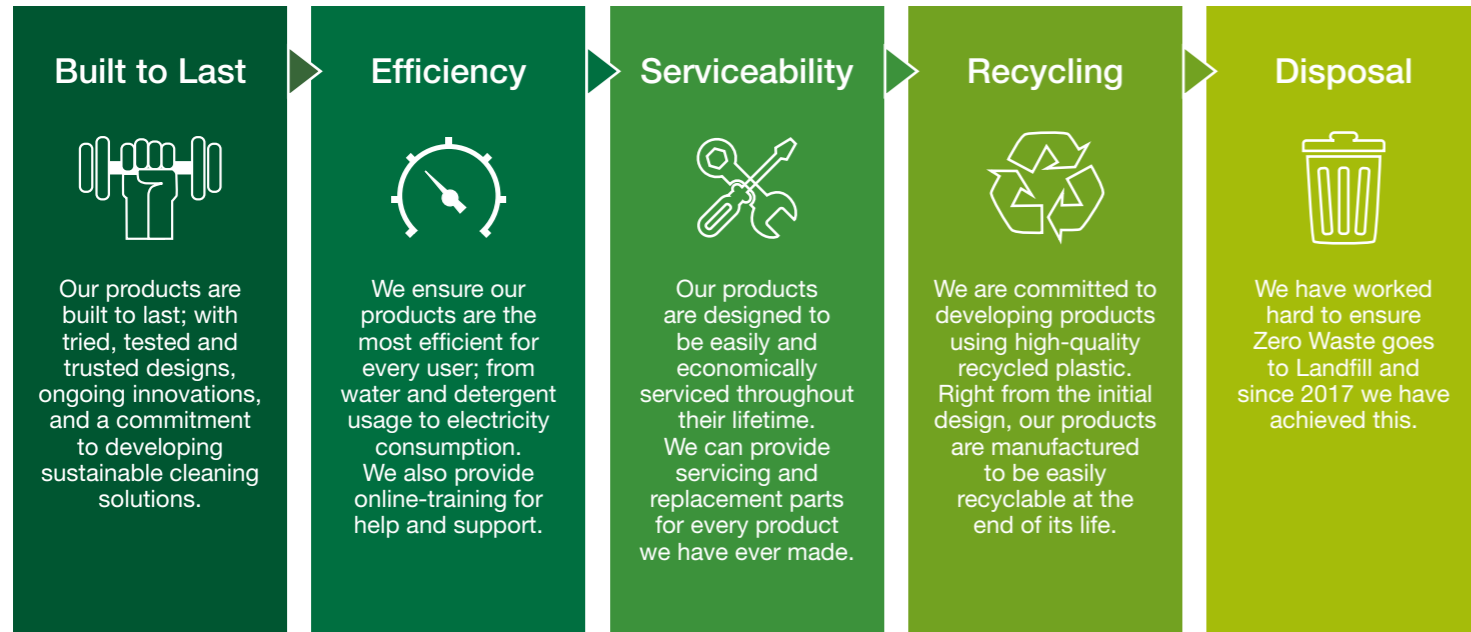 Built to Last
Our products are
built to last; with
tried, tested and
trusted designs,
ongoing innovations,
and a commitment
to developing
sustainable cleaning
solutions.
Efficiency
We ensure our
products are the
most efficient for
every user; from
water and detergent
usage to electricity
consumption.
We also provide
online-training for
help and support.
Serviceability
Our products
are designed to
be easily and
economically
serviced throughout
their lifetime.
We can provide
servicing and
replacement parts
for every product
we have ever made.
Recycling
We are committed to
developing products
using high-quality
recycled plastic.
Right from the initial
design, our products
are manufactured
to be easily
recyclable at the
end of its life.
Disposal
We have worked
hard to ensure
Zero Waste goes
to Landfill and
since 2017 we have
achieved this.